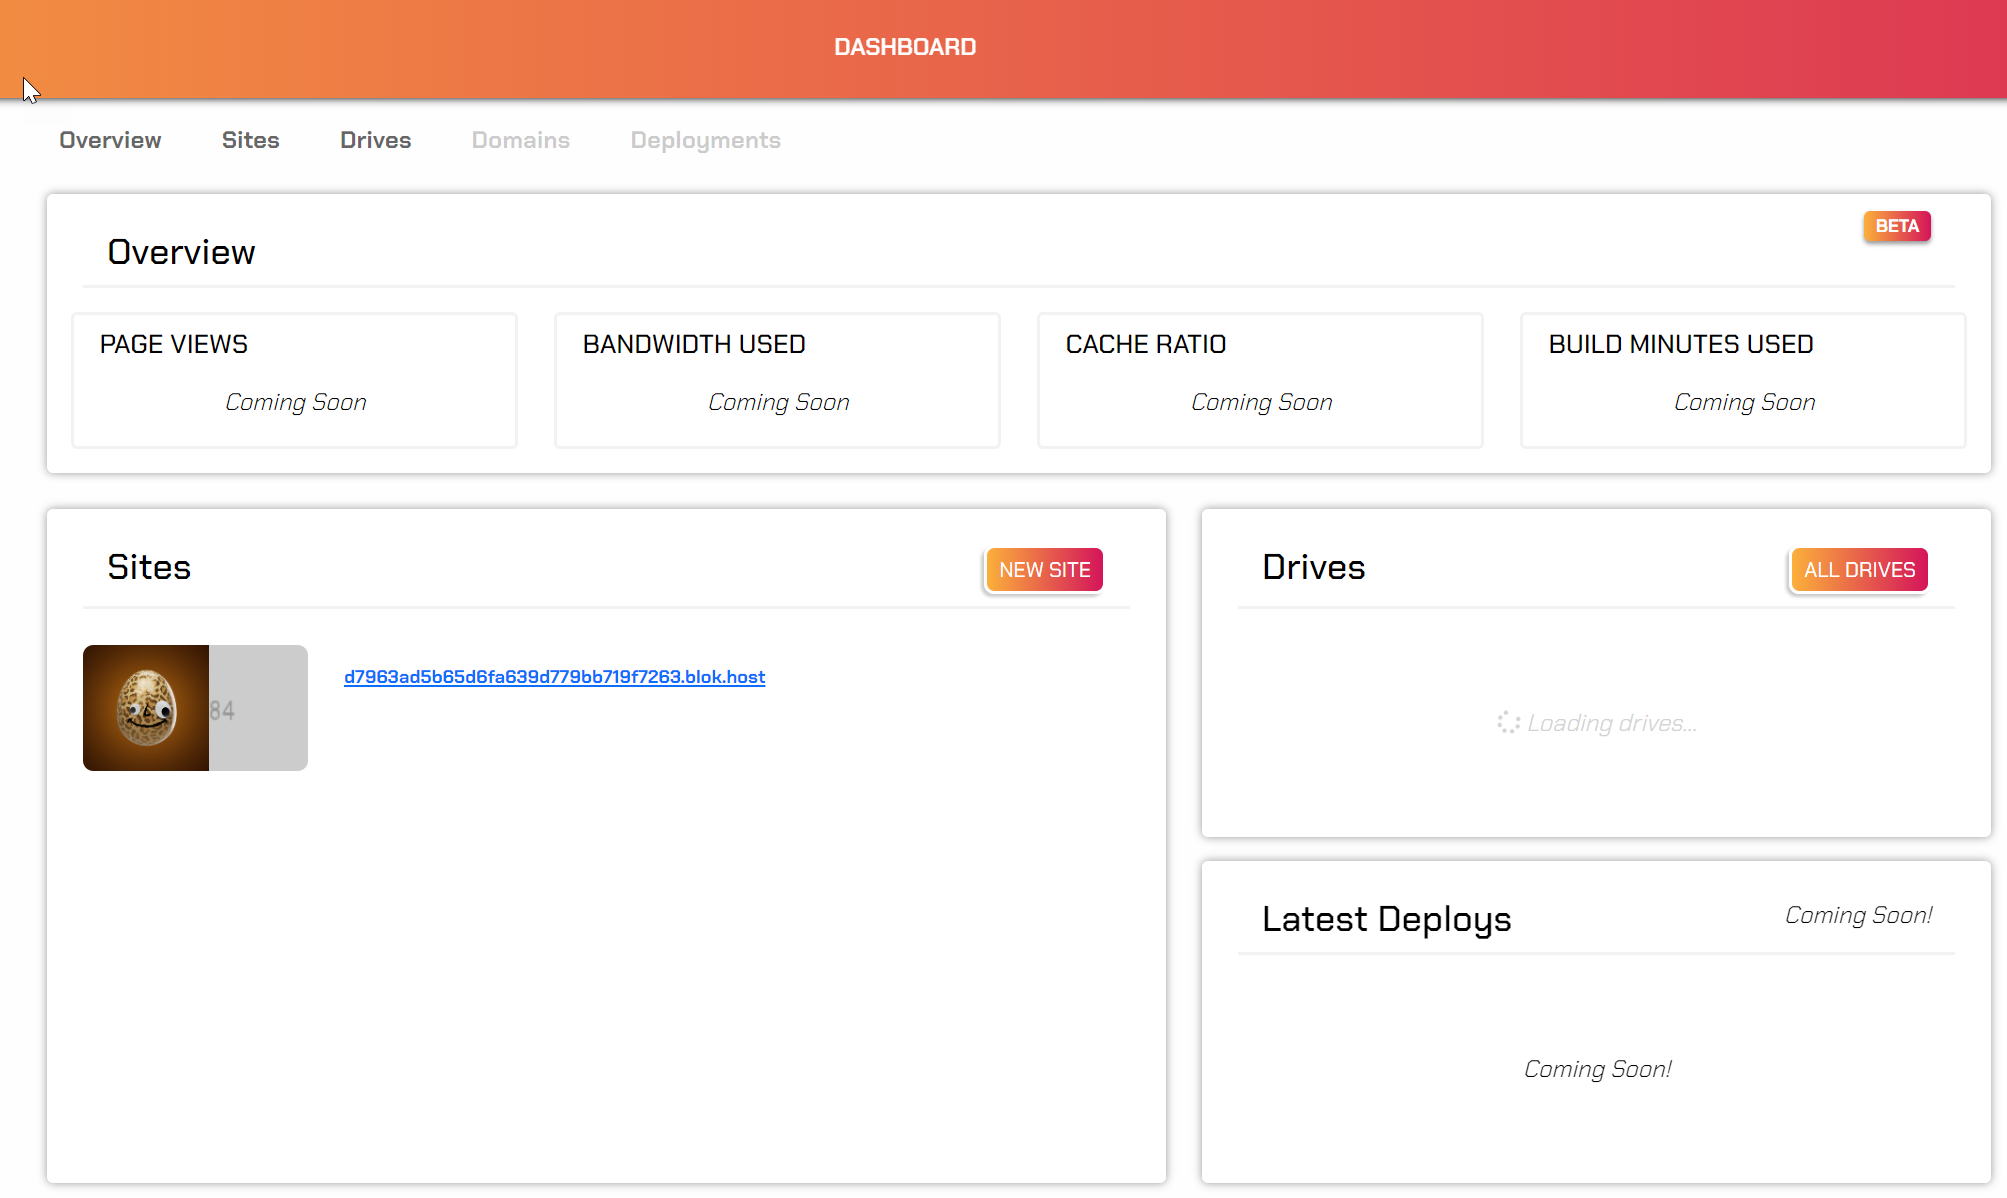 DASHBOARD
Overview Sites Drives Domains Deployments
Overview
BETA
PAGE VIEWS
Coming Soon
BANDWIDTH USED
Coming Soon
CACHE RATIO
Coming Soon
BUILD MINUTES USED
Coming Soon
Sites
NEW SITE
84
d7963ad5b65d6fa639d779bb719f7263.blok.host
Drives
ALL DRIVES
Loading drives...
Latest Deploys
Coming Soon!
Coming Soon!